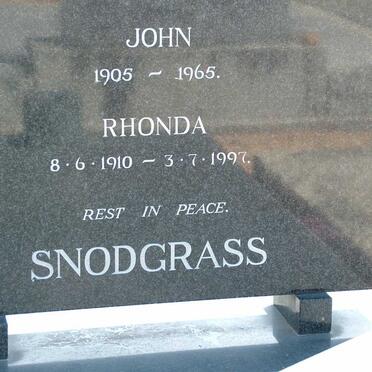 JOHN
1905 ~ 1965.
RHONDA
8·6·1910 ~ 3·7·1997.
REST IN PEACE.
SNODGRASS